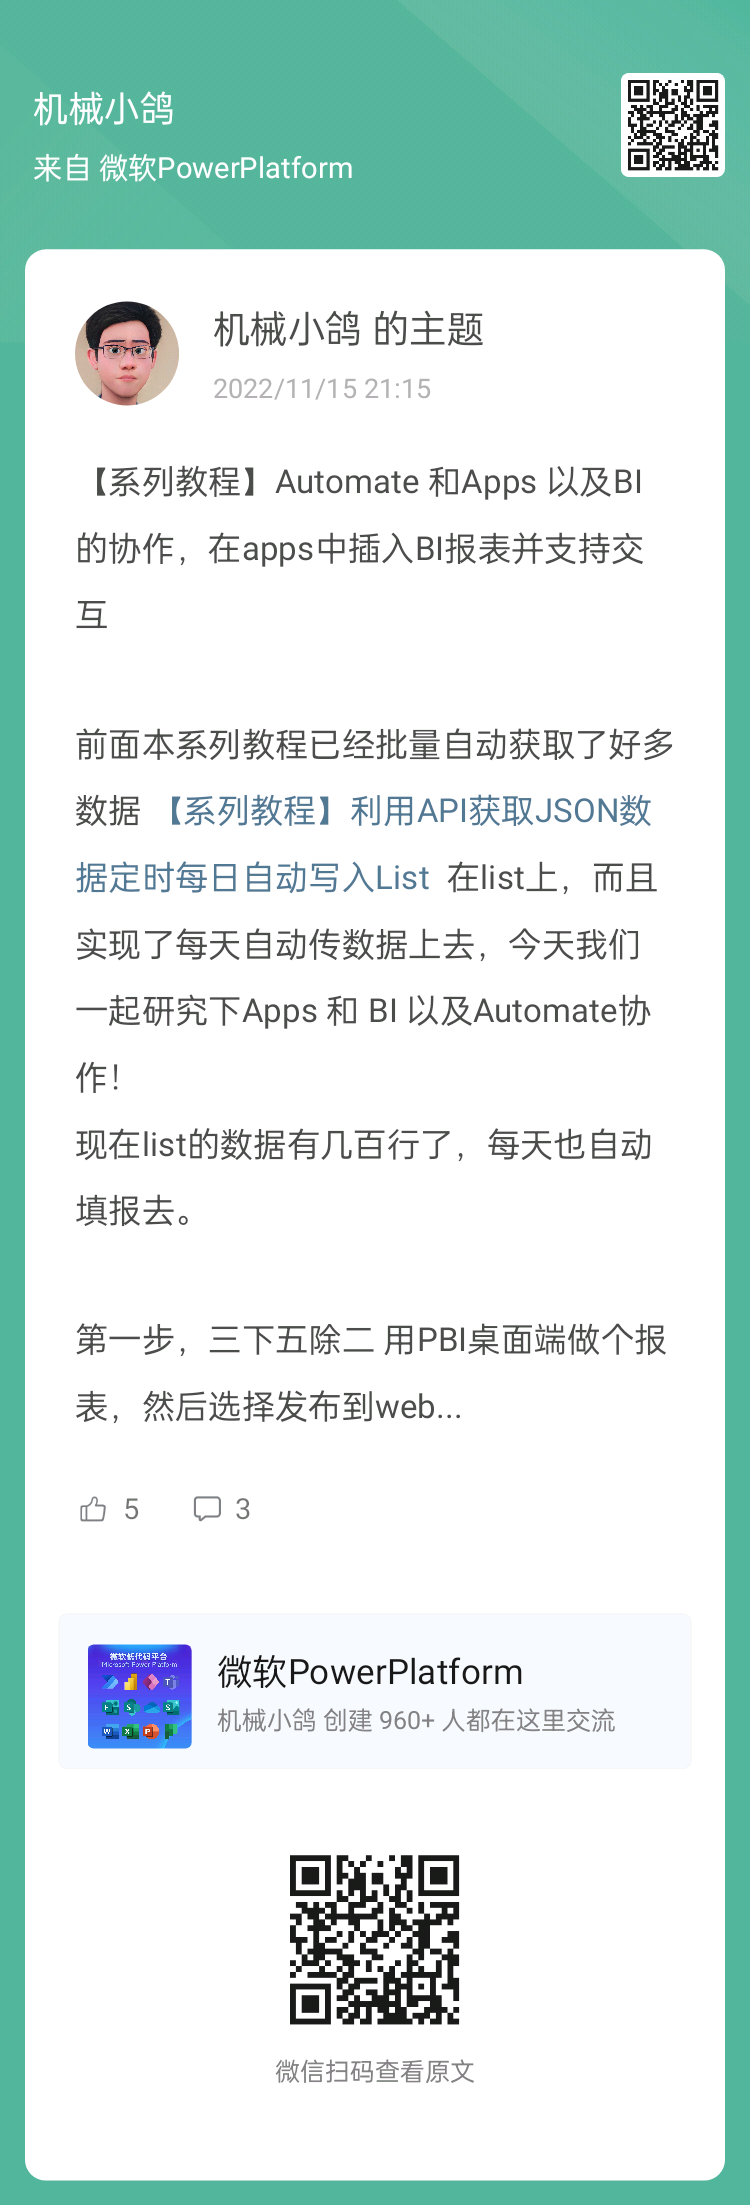 机械小鸽
来自 微软PowerPlatform
机械小鸽 的主题
2022/11/15 21:15
【系列教程】Automate 和Apps 以及BI
的协作，在apps中插入BI报表并支持交
互
前面本系列教程已经批量自动获取了好多
数据 【系列教程】利用API获取JSON数
据定时每日自动写入List 在list上，而且
实现了每天自动传数据上去，今天我们
一起研究下Apps 和 BI 以及Automate协
作！
现在list的数据有几百行了，每天也自动
填报去。
第一步，三下五除二 用PBI桌面端做个报
表，然后选择发布到web...
5 3
微软低代码平台
Microsoft Power Platform
微软PowerPlatform
机械小鸽 创建 960+ 人都在这里交流
微信扫码查看原文